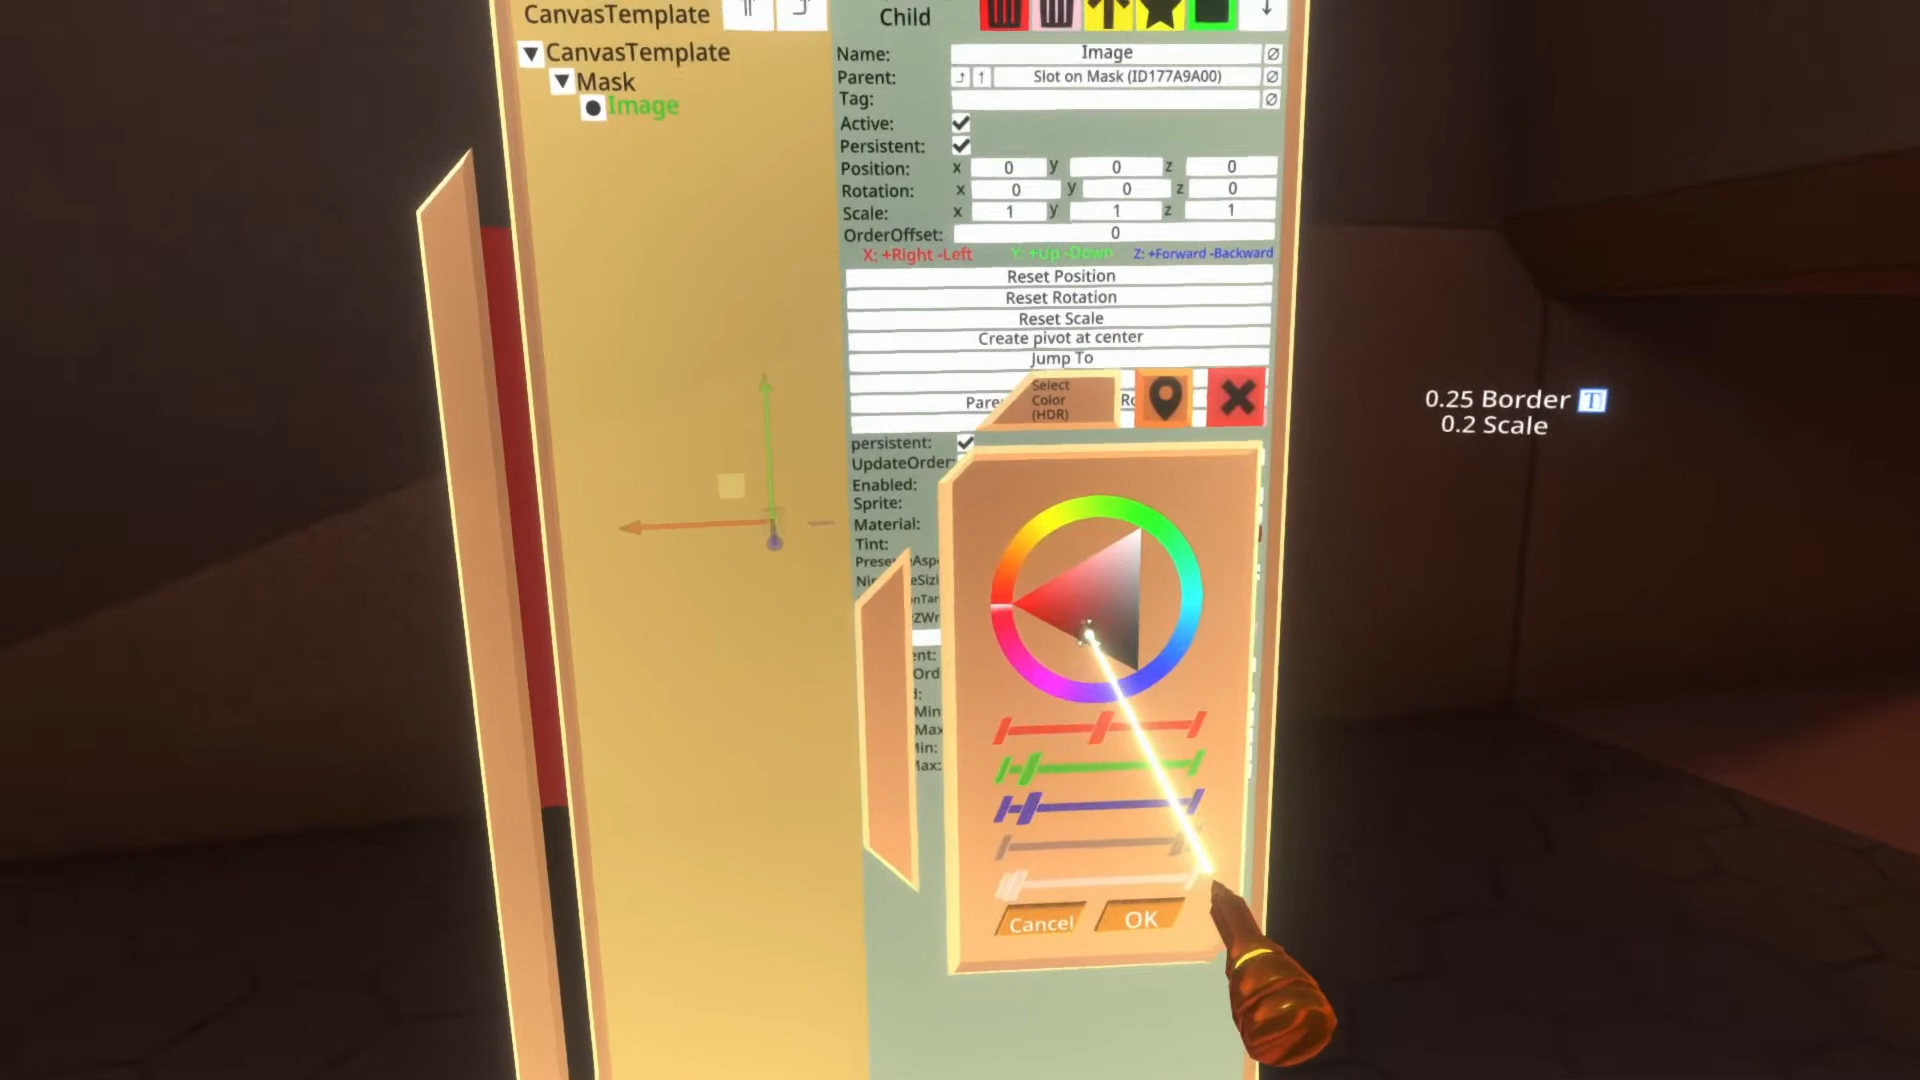 CanvasTemplate
CanvasTemplate
Mask
Image
Child
Name: Image Ø
Parent: Slot on Mask (ID177A9A00) Ø
Tag: Ø
Active:
Persistent:
Position: x 0 y 0 z 0
Rotation: x 0 y 0 z 0
Scale: x 1 y 1 z 1
OrderOffset: 0
X: +Right -Left Y: +Up -Down Z: +Forward -Backward
Reset Position
Reset Rotation
Reset Scale
Create pivot at center
Jump To
Select
Color
(HDR)
persistent:
UpdateOrder:
Enabled:
Sprite:
Material:
Tint:
Min
Max
Max:
Cancel OK
0.25 Border T
0.2 Scale